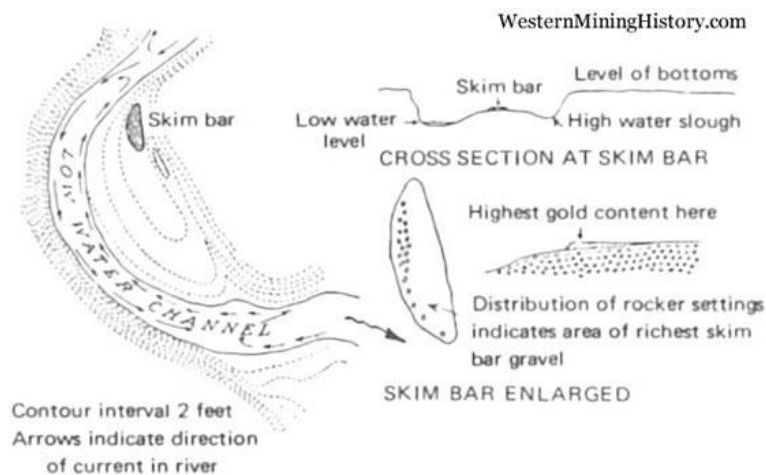 WesternMiningHistory.com
Skim bar
LOW WATER CHANNEL
Contour interval 2 feet
Arrows indicate direction
of current in river
Skim bar
Level of bottoms
Low water
level
High water slough
CROSS SECTION AT SKIM BAR
Highest gold content here
Distribution of rocker settings
indicates area of richest skim
bar gravel
SKIM BAR ENLARGED